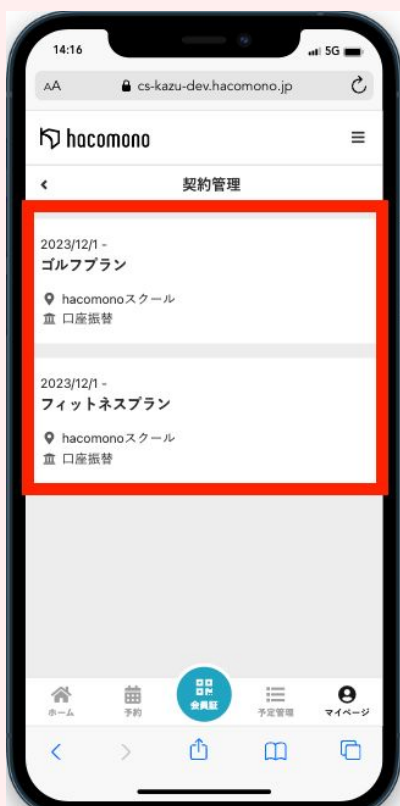 14:16
5G
AA
cs-kazu-dev.hacomono.jp
hacomono
契約管理
2023/12/1 -
ゴルフプラン
hacomonoスクール
口座振替
2023/12/1 -
フィットネスプラン
hacomonoスクール
口座振替
ホーム
予約
会員証
予定管理
マイページ